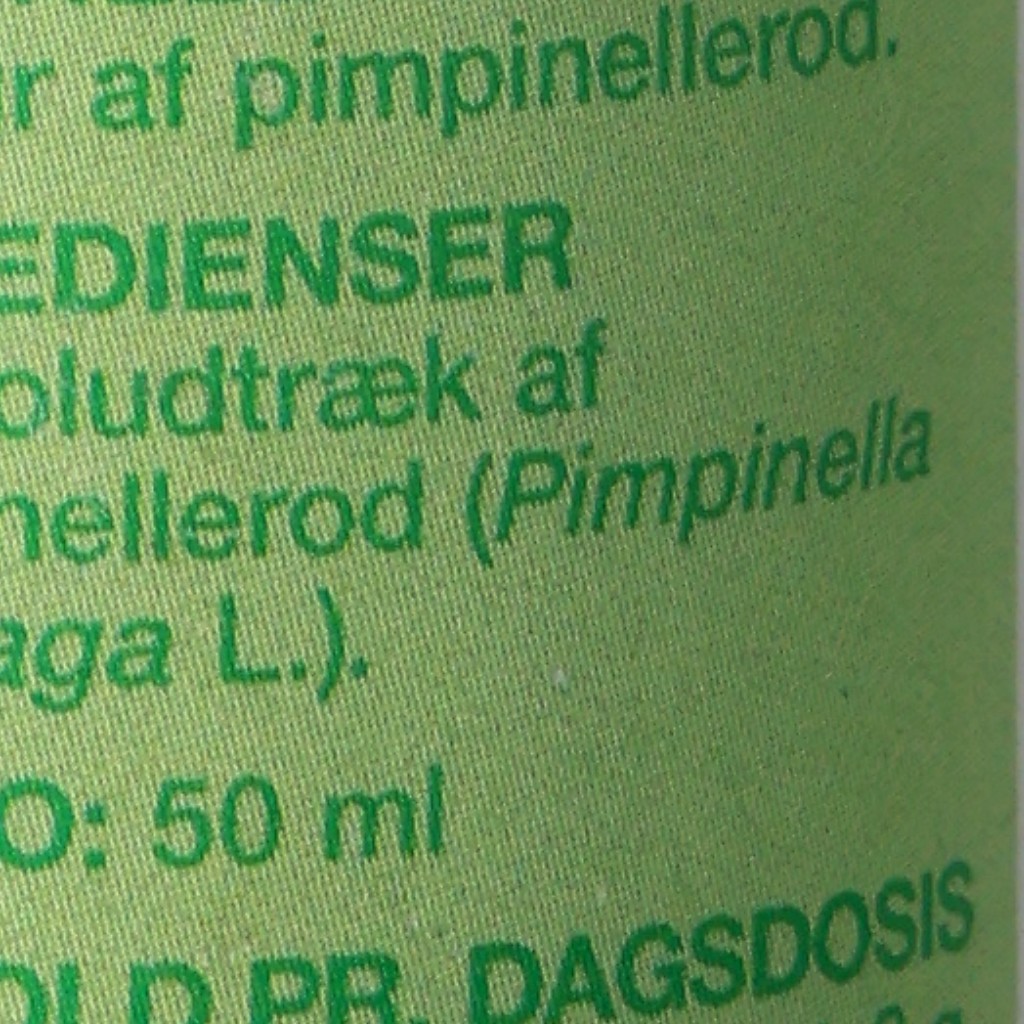 r af pimpinellerod.
EDIENSER
oludtræk af
nellerod (Pimpinella
aga L.).
O: 50 ml
OLD PR. DAGSDOSIS